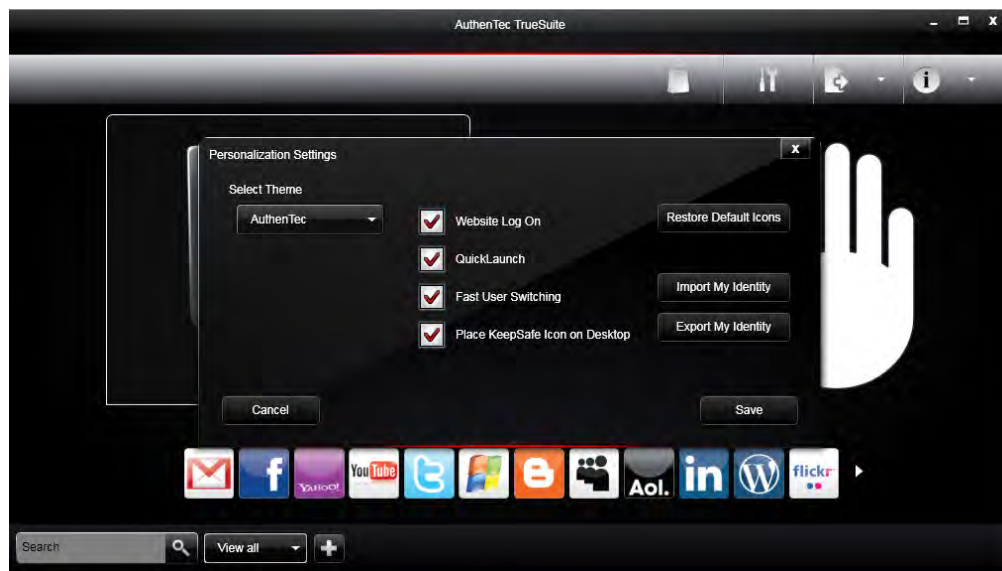 AuthenTec TrueSuite
Personalization Settings
Select Theme
AuthenTec
Website Log On
QuickLaunch
Fast User Switching
Place KeepSafe Icon on Desktop
Restore Default Icons
Import My Identity
Export My Identity
Cancel
Save
YAHOO!
You Tube
Aol.
in
flickr
Search
View all